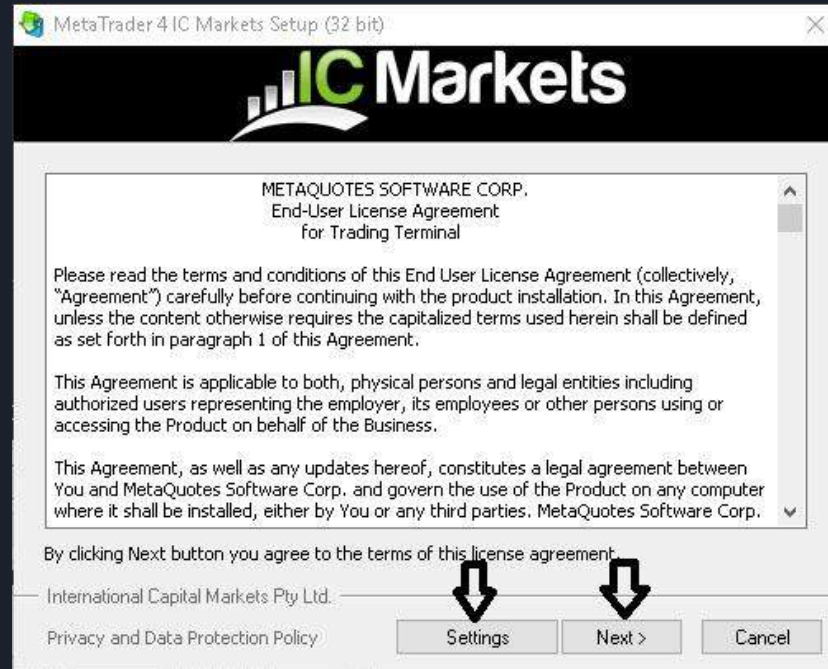 MetaTrader 4 IC Markets Setup (32 bit)
IC Markets
METAQUOTES SOFTWARE CORP.
End-User License Agreement
for Trading Terminal
Please read the terms and conditions of this End User License Agreement (collectively,
“Agreement”) carefully before continuing with the product installation. In this Agreement,
unless the content otherwise requires the capitalized terms used herein shall be defined
as set forth in paragraph 1 of this Agreement.
This Agreement is applicable to both, physical persons and legal entities including
authorized users representing the employer, its employees or other persons using or
accessing the Product on behalf of the Business.
This Agreement, as well as any updates hereof, constitutes a legal agreement between
You and MetaQuotes Software Corp. and govern the use of the Product on any computer
where it shall be installed, either by You or any third parties. MetaQuotes Software Corp.
By clicking Next button you agree to the terms of this license agreement.
International Capital Markets Pty Ltd.
Privacy and Data Protection Policy
Settings
Next >
Cancel